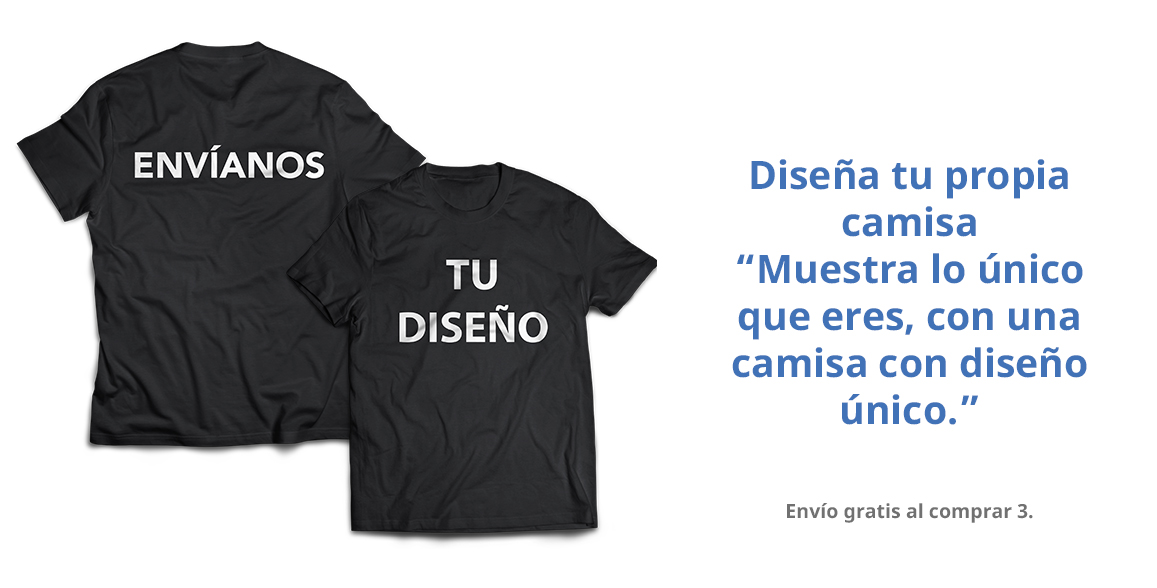 ENVÍANOS
TU
DISEÑO
Diseña tu propia
camisa
“Muestra lo único
que eres, con una
camisa con diseño
único.”
Envío gratis al comprar 3.